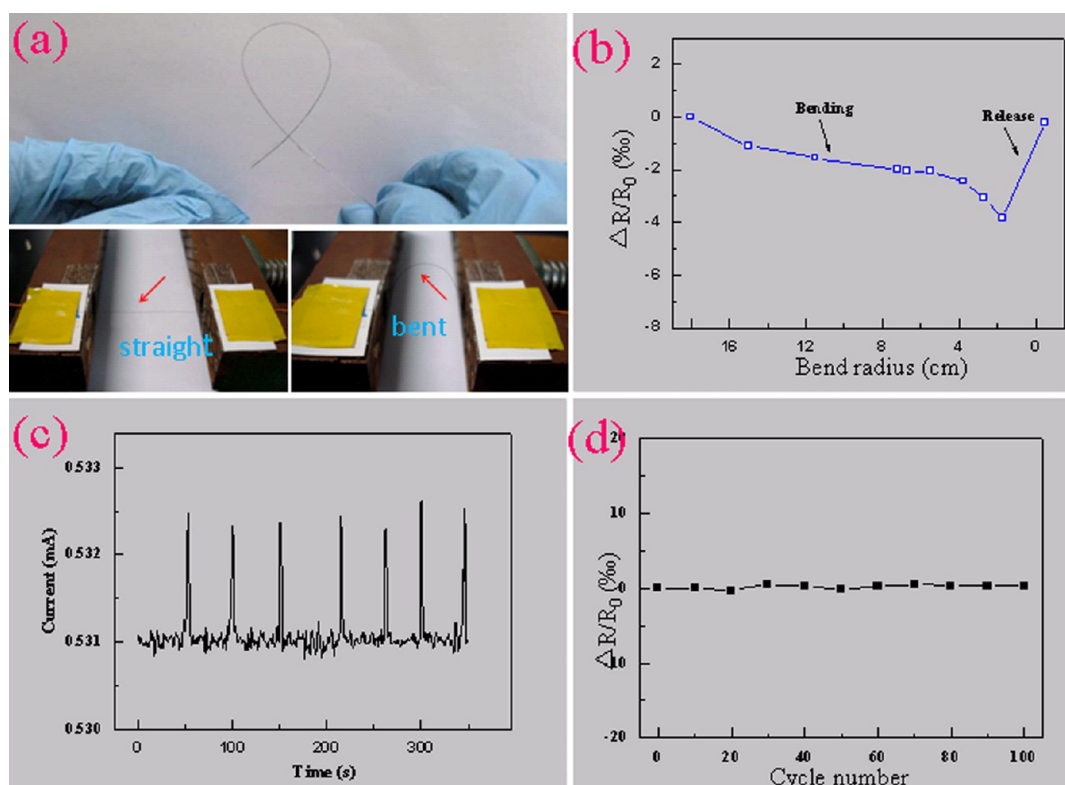 (a)
straight
bent
(b)
2
0
-2
-4
-6
-8
△R/R0 (‰)
Bending
Release
16 12 8 4 0
Bend radius (cm)
(c)
0.533
0.532
0.531
0.530
Current (mA)
0 100 200 300
Time (s)
(d)
20
10
0
-10
-20
△R/R0 (‰)
0 20 40 60 80 100
Cycle number